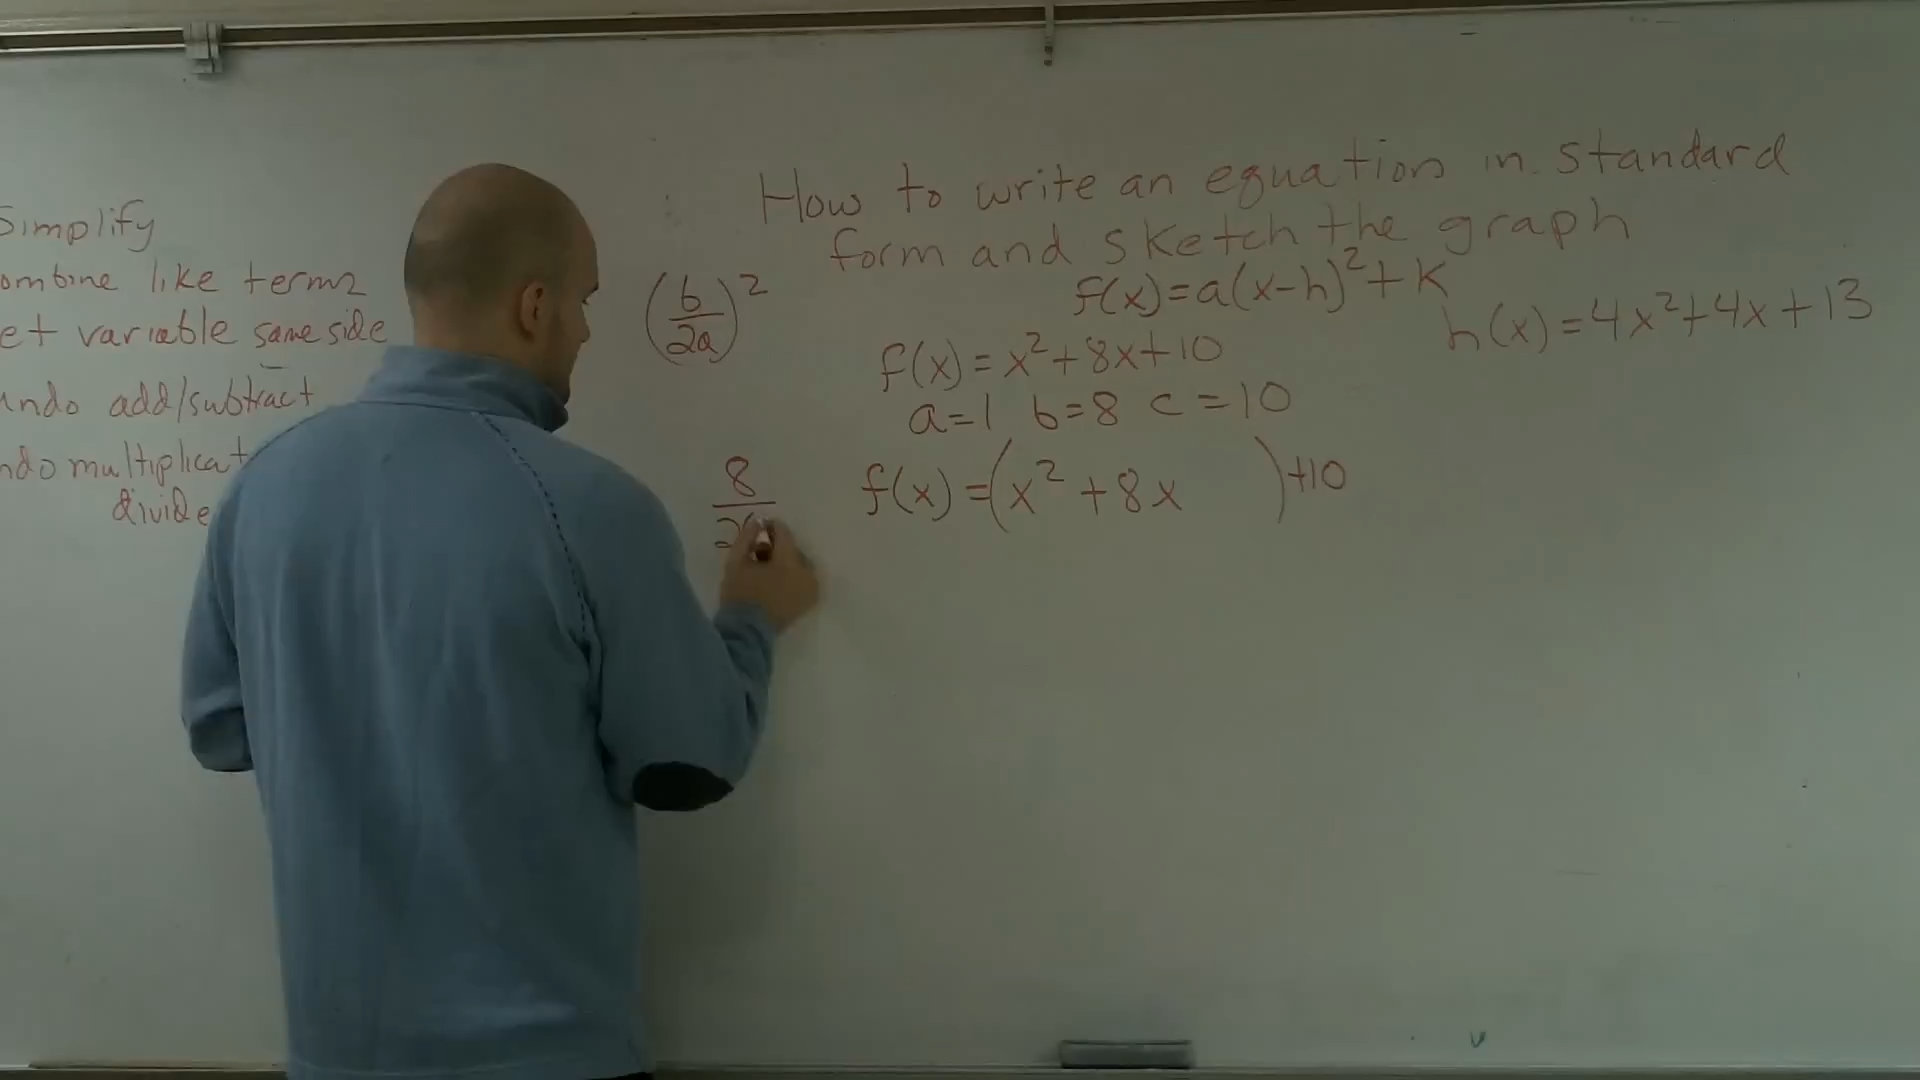 Simplify
ombine like terms
et variable same side
undo add/subtract
ndo multiplicat
divide
(b/2a)²
8
2(
How to write an equation in standard
form and sketch the graph
f(x)=a(x-h)²+k
f(x)=x²+8x+10
a=1 b=8 c=10
f(x)=(x²+8x )+10
h(x)=4x²+4x+13